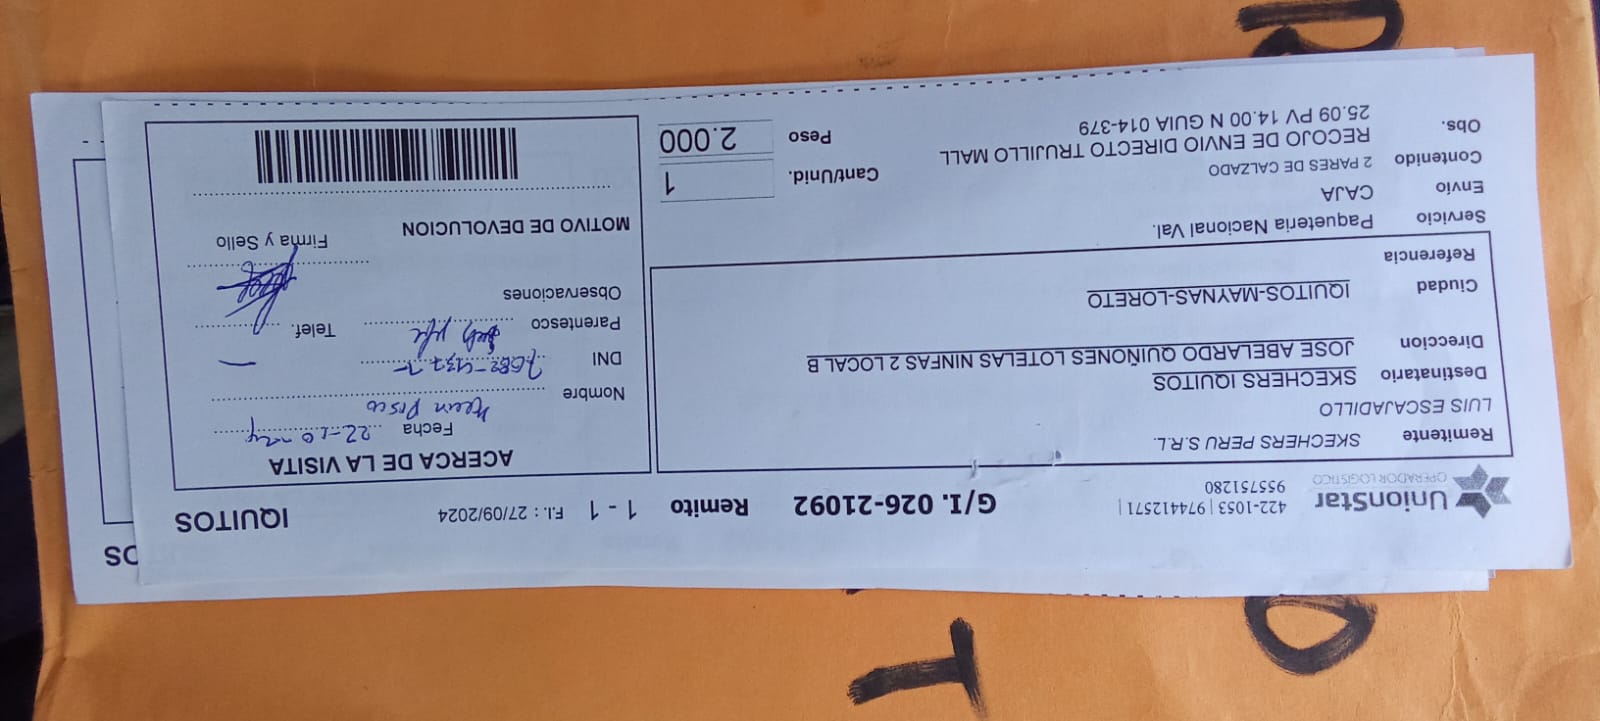 UnionStar
OPERADOR LOGISTICO
422-1053 | 974412571 |
955751280
G/I. 026-21092
Remito 1 - 1 F.I. : 27/09/2024
IQUITOS
Remitente SKECHERS PERU S.R.L.
LUIS ESCAJADILLO
Destinatario SKECHERS IQUITOS
Direccion JOSE ABELARDO QUIÑONES LOTELAS NINFAS 2 LOCAL B
Ciudad IQUITOS-MAYNAS-LORETO
Referencia
Servicio Paqueteria Nacional Val.
Envio CAJA
Contenido 2 PARES DE CALZADO
Obs. RECOJO DE ENVIO DIRECTO TRUJILLO MALL
25.09 PV 14.00 N GUIA 014-379
Cant/Unid. 1
Peso 2.000
ACERCA DE LA VISITA
Fecha 22-10
Nombre
DNI
Parentesco
Telef.
Observaciones
Firma y Sello
MOTIVO DE DEVOLUCION
OS
T
O
R